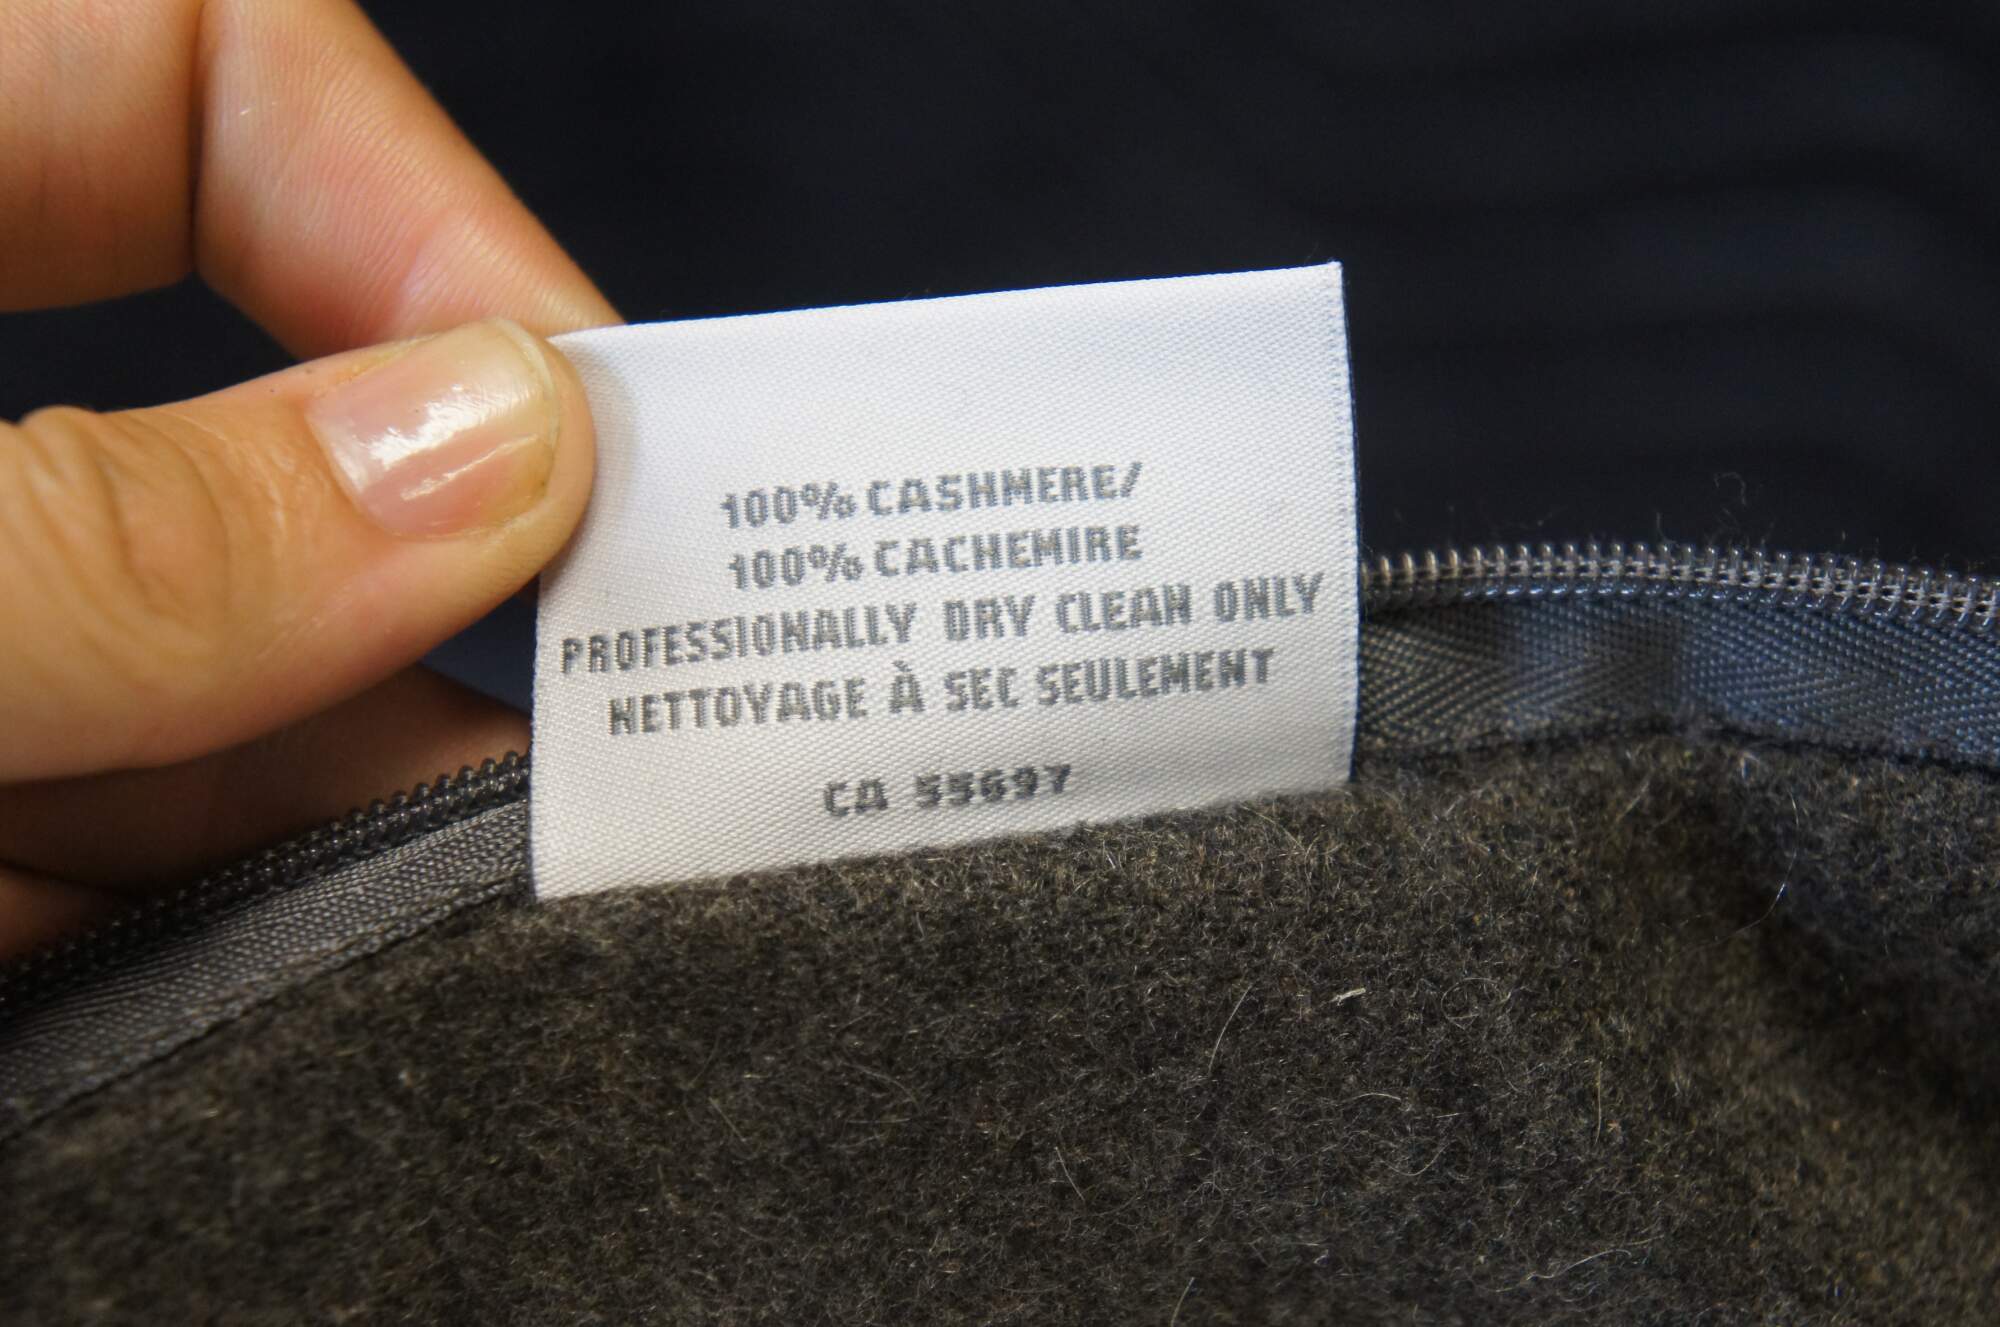 100% CASHMERE/
100% CACHEMIRE
PROFESSIONALLY DRY CLEAN ONLY
NETTOYAGE À SEC SEULEMENT
CA 55697